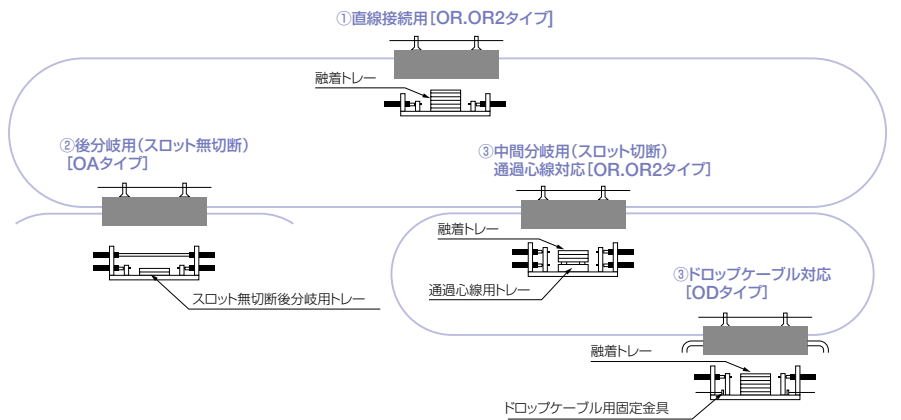 ①直線接続用[OR.OR2タイプ]
融着トレー
②後分岐用(スロット無切断)
[OAタイプ]
スロット無切断後分岐用トレー
③中間分岐用(スロット切断)
通過心線対応[OR.OR2タイプ]
融着トレー
通過心線用トレー
③ドロップケーブル対応
[ODタイプ]
融着トレー
ドロップケーブル用固定金具